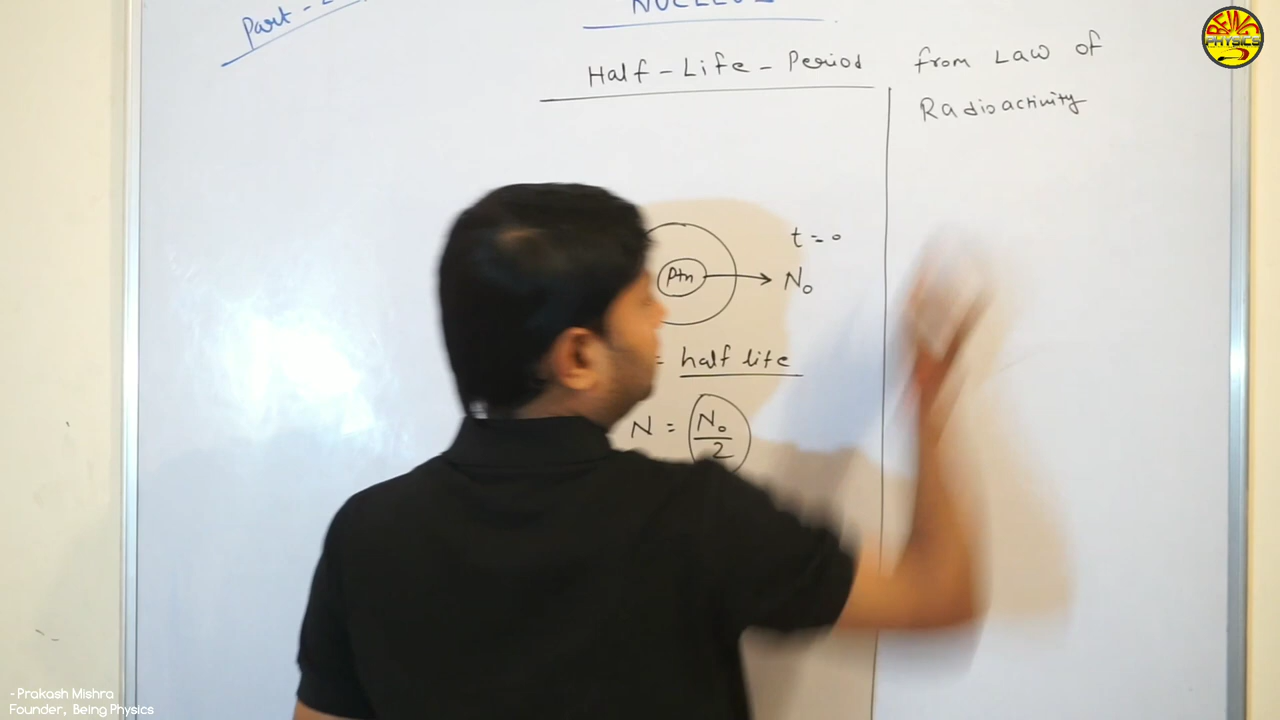 Part - 2
NUCLEUS
Half - Life - Period
from Law of
Radioactivity
t = 0
Ptn
N₀
= half life
N = N₀/2
BEING
PHYSICS
- Prakash Mishra
Founder, Being Physics